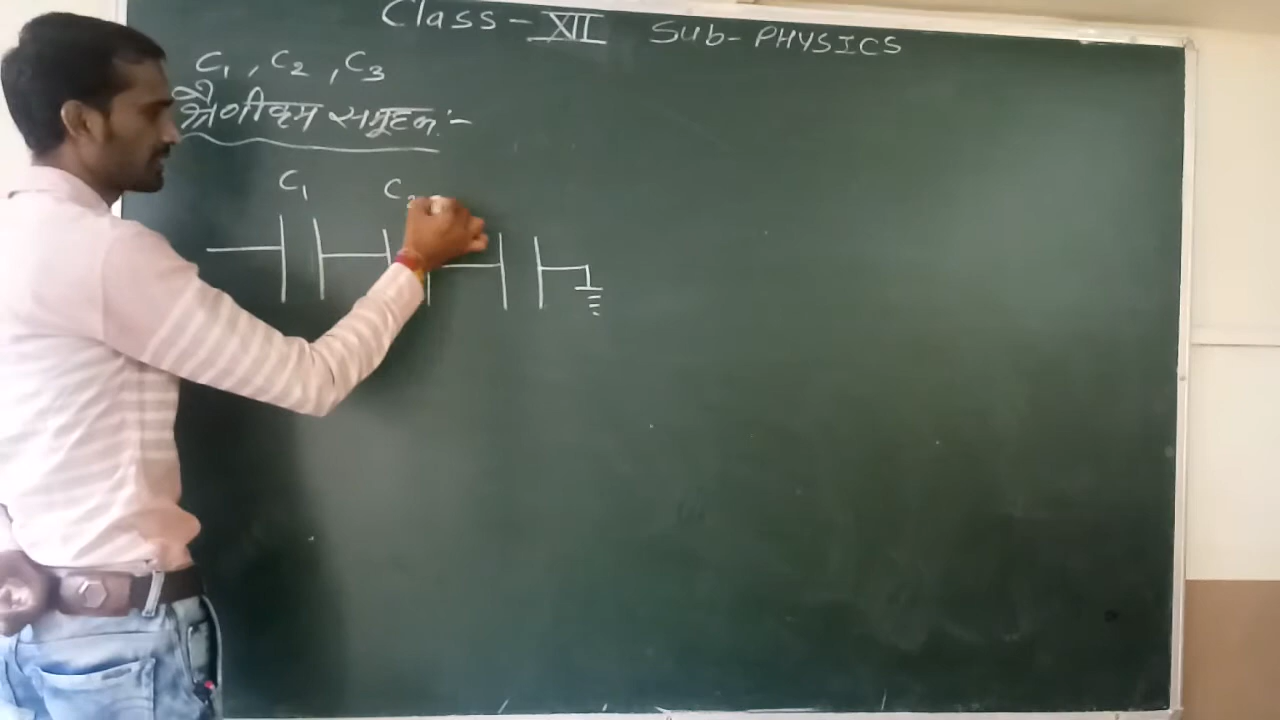 Class - XII Sub - PHYSICS
C₁, C₂, C₃
श्रेणीक्रम समूहन :-
C₁ C₂